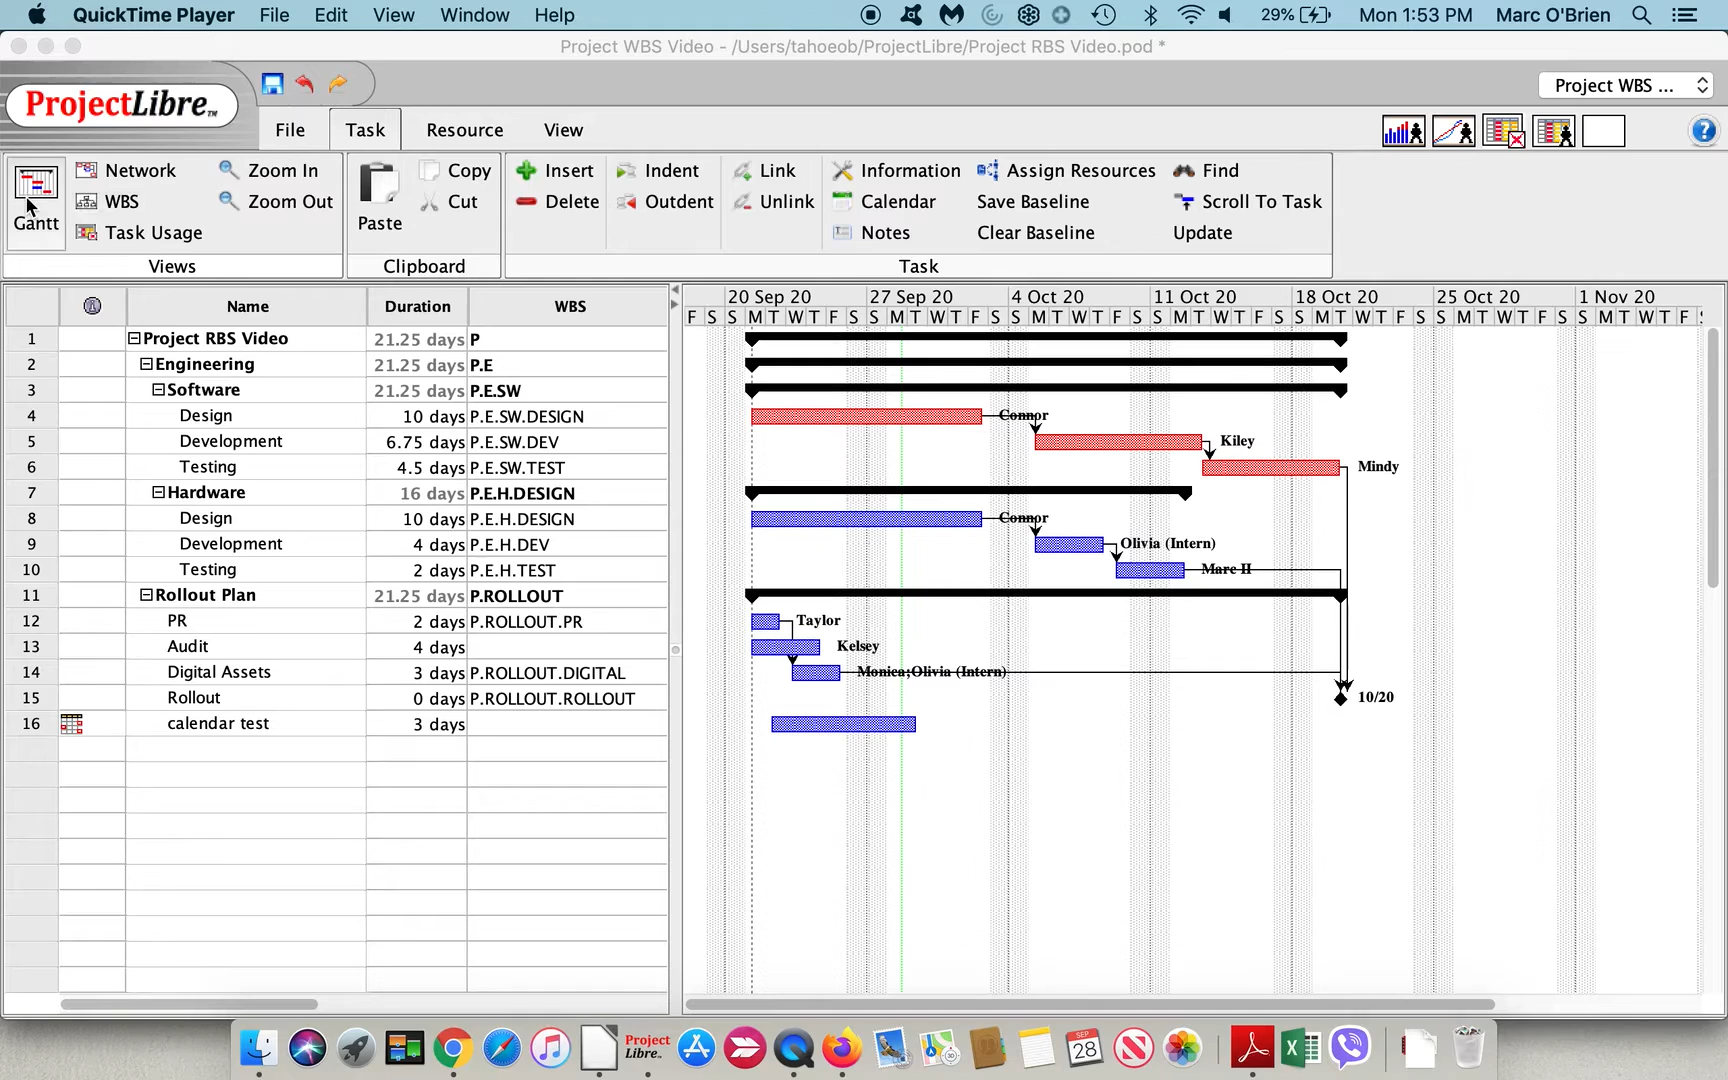 QuickTime Player File Edit View Window Help 29% Mon 1:53 PM Marc O'Brien
Project WBS Video - /Users/tahoeob/ProjectLibre/Project RBS Video.pod *
ProjectLibre™ Project WBS ...
File Task Resource View ?
Network Zoom In Copy Insert Indent Link Information Assign Resources Find
WBS Zoom Out Cut Delete Outdent Unlink Calendar Save Baseline Scroll To Task
Gantt Paste
Task Usage Notes Clear Baseline Update
Views Clipboard Task
Name Duration WBS
20 Sep 20 27 Sep 20 4 Oct 20 11 Oct 20 18 Oct 20 25 Oct 20 1 Nov 20
F S S M T W T F S S M T W T F S S M T W T F S S M T W T F S S M T W T F S S M T W T F S S M T W T F S
1 Project RBS Video 21.25 days P
2 Engineering 21.25 days P.E
3 Software 21.25 days P.E.SW
4 Design 10 days P.E.SW.DESIGN Connor
5 Development 6.75 days P.E.SW.DEV Kiley
6 Testing 4.5 days P.E.SW.TEST Mindy
7 Hardware 16 days P.E.H.DESIGN
8 Design 10 days P.E.H.DESIGN Connor
9 Development 4 days P.E.H.DEV Olivia (Intern)
10 Testing 2 days P.E.H.TEST Marc II
11 Rollout Plan 21.25 days P.ROLLOUT
12 PR 2 days P.ROLLOUT.PR Taylor
13 Audit 4 days Kelsey
14 Digital Assets 3 days P.ROLLOUT.DIGITAL Monica;Olivia (Intern)
15 Rollout 0 days P.ROLLOUT.ROLLOUT 10/20
16 calendar test 3 days
Project Libre
SEP
28